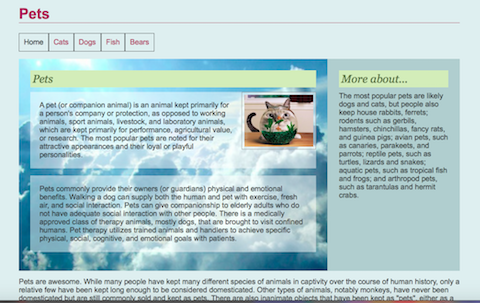 Pets
Home Cats Dogs Fish Bears
Pets
A pet (or companion animal) is an animal kept primarily for
a person's company or protection, as opposed to working
animals, sport animals, livestock, and laboratory animals,
which are kept primarily for performance, agricultural value,
or research. The most popular pets are noted for their
attractive appearances and their loyal or playful
personalities.
Pets commonly provide their owners (or guardians) physical and emotional
benefits. Walking a dog can supply both the human and pet with exercise, fresh
air, and social interaction. Pets can give companionship to elderly adults who do
not have adequate social interaction with other people. There is a medically
approved class of therapy animals, mostly dogs, that are brought to visit confined
humans. Pet therapy utilizes trained animals and handlers to achieve specific
physical, social, cognitive, and emotional goals with patients.
More about...
The most popular pets are likely
dogs and cats, but people also
keep house rabbits, ferrets;
rodents such as gerbils,
hamsters, chinchillas, fancy rats,
and guinea pigs; avian pets, such
as canaries, parakeets, and
parrots; reptile pets, such as
turtles, lizards and snakes;
aquatic pets, such as tropical fish
and frogs; and arthropod pets,
such as tarantulas and hermit
crabs.
Pets are awesome. While many people have kept many different species of animals in captivity over the course of human history, only a
relative few have been kept long enough to be considered domesticated. Other types of animals, notably monkeys, have never been
domesticated but are still commonly sold and kept as pets. There are also inanimate objects that have been kept as "pets", either as a